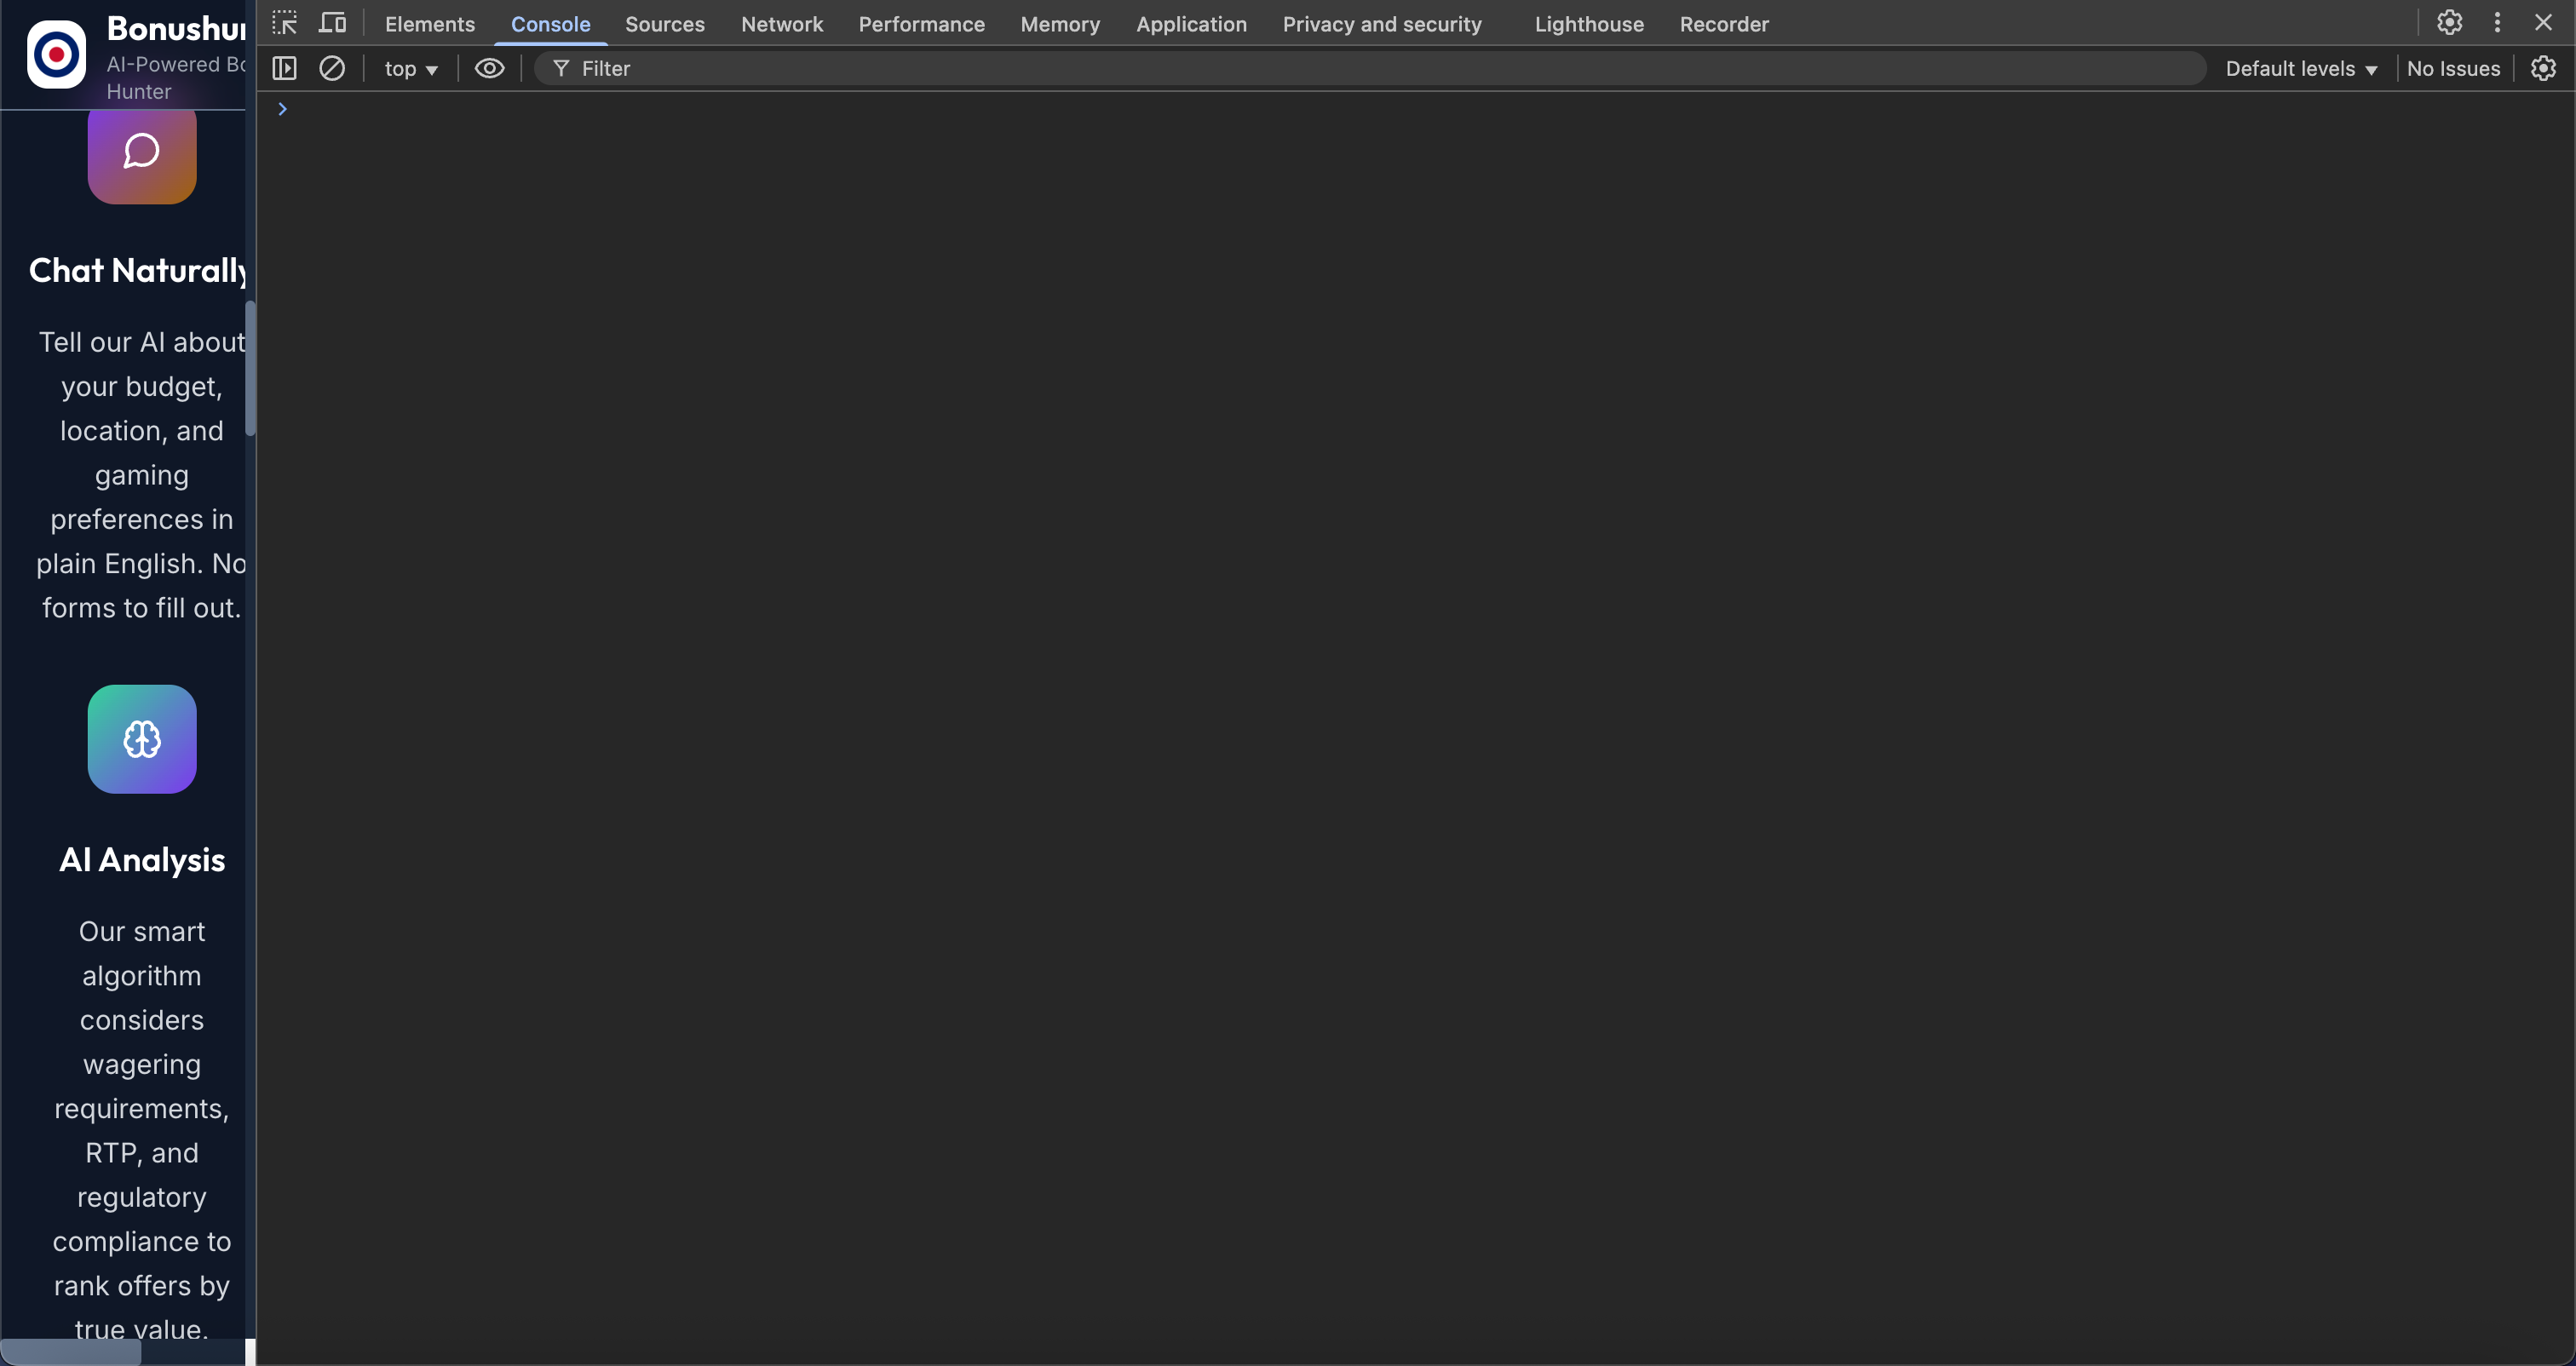 Bonushu
AI-Powered Bo
Hunter
Chat Naturally
Tell our AI about
your budget,
location, and
gaming
preferences in
plain English. No
forms to fill out.
AI Analysis
Our smart
algorithm
considers
wagering
requirements,
RTP, and
regulatory
compliance to
rank offers by
true value.
Elements Console Sources Network Performance Memory Application Privacy and security Lighthouse Recorder
top Filter Default levels No Issues